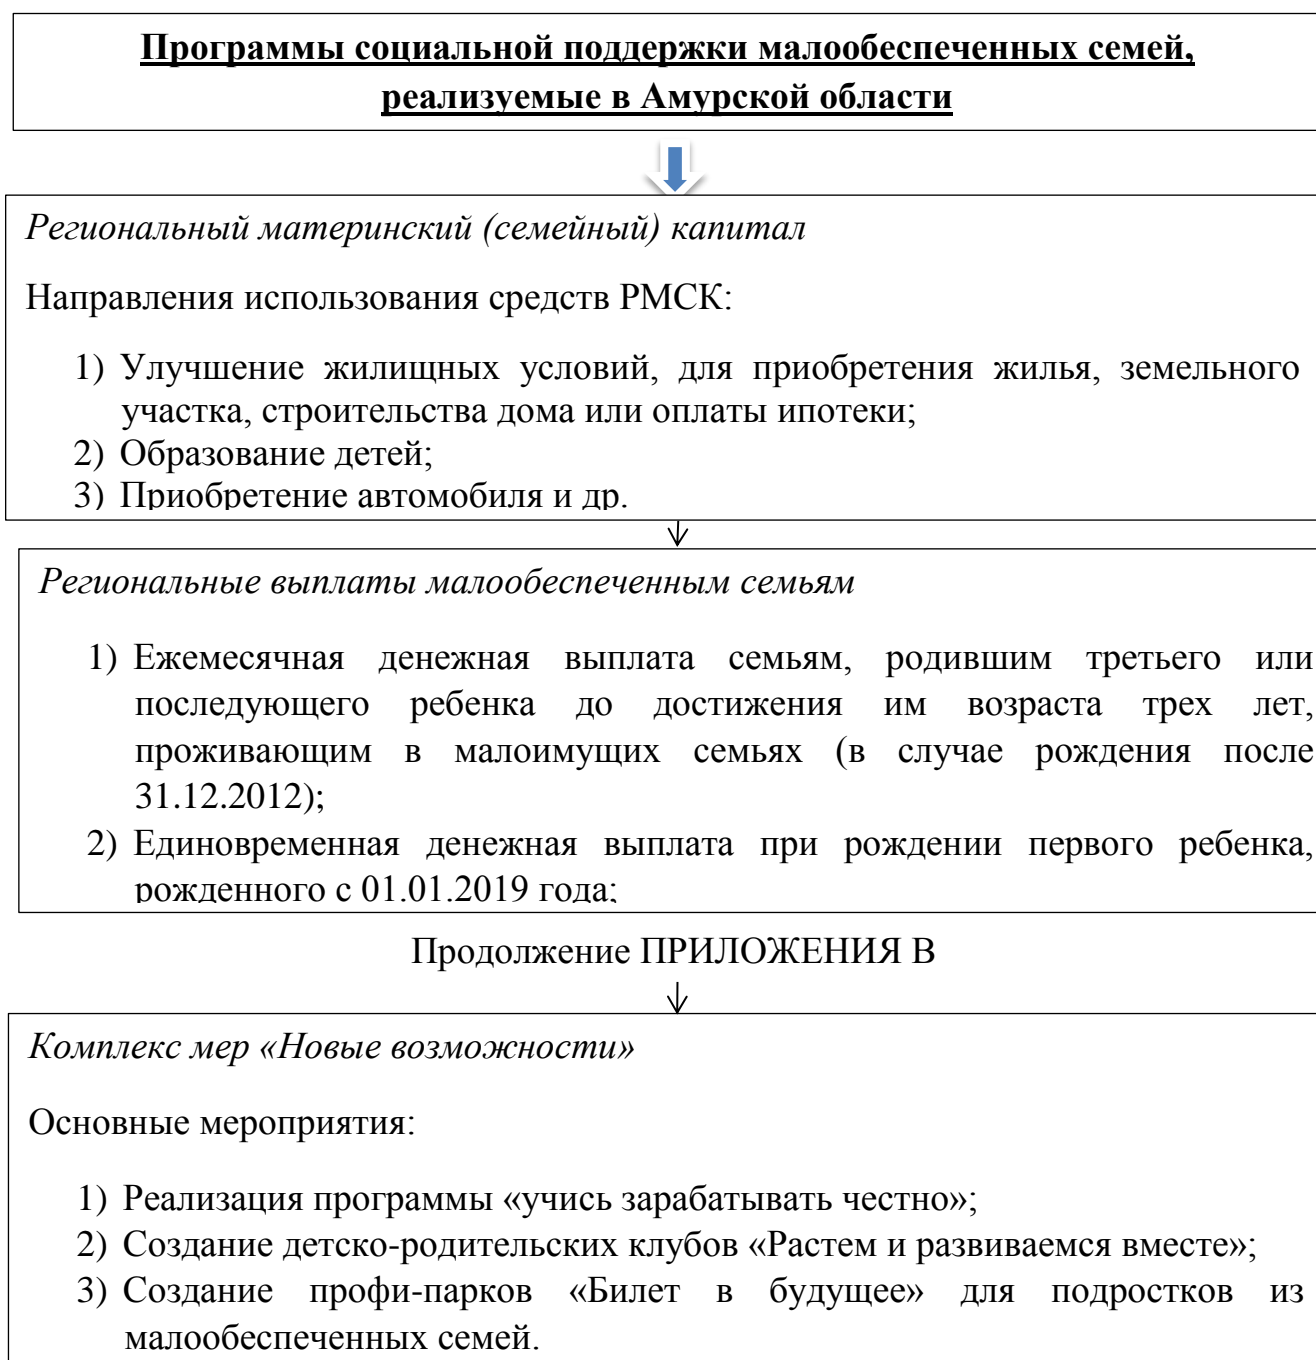 Программы социальной поддержки малообеспеченных семей,
реализуемые в Амурской области
Региональный материнский (семейный) капитал
Направления использования средств РМСК:
1) Улучшение жилищных условий, для приобретения жилья, земельного
участка, строительства дома или оплаты ипотеки;
2) Образование детей;
3) Приобретение автомобиля и др.
Региональные выплаты малообеспеченным семьям
1) Ежемесячная денежная выплата семьям, родившим третьего или
последующего ребенка до достижения им возраста трех лет,
проживающим в малоимущих семьях (в случае рождения после
31.12.2012);
2) Единовременная денежная выплата при рождении первого ребенка,
рожденного с 01.01.2019 года;
Продолжение ПРИЛОЖЕНИЯ В
Комплекс мер «Новые возможности»
Основные мероприятия:
1) Реализация программы «учись зарабатывать честно»;
2) Создание детско-родительских клубов «Растем и развиваемся вместе»;
3) Создание профи-парков «Билет в будущее» для подростков из
малообеспеченных семей.